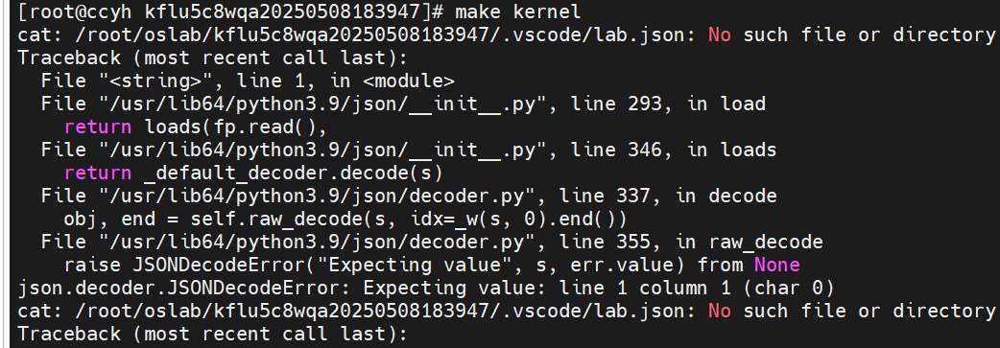 [root@ccyh kflu5c8wqa20250508183947]# make kernel
cat: /root/oslab/kflu5c8wqa20250508183947/.vscode/lab.json: No such file or directory
Traceback (most recent call last):
  File "<string>", line 1, in <module>
  File "/usr/lib64/python3.9/json/__init__.py", line 293, in load
    return loads(fp.read(),
  File "/usr/lib64/python3.9/json/__init__.py", line 346, in loads
    return _default_decoder.decode(s)
  File "/usr/lib64/python3.9/json/decoder.py", line 337, in decode
    obj, end = self.raw_decode(s, idx=_w(s, 0).end())
  File "/usr/lib64/python3.9/json/decoder.py", line 355, in raw_decode
    raise JSONDecodeError("Expecting value", s, err.value) from None
json.decoder.JSONDecodeError: Expecting value: line 1 column 1 (char 0)
cat: /root/oslab/kflu5c8wqa20250508183947/.vscode/lab.json: No such file or directory
Traceback (most recent call last):